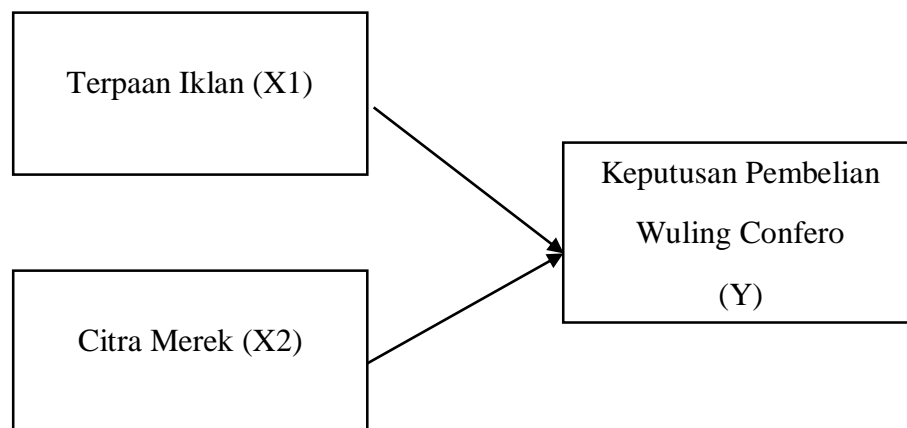 Terpaan Iklan (X1)
Citra Merek (X2)
Keputusan Pembelian
Wuling Confero
(Y)